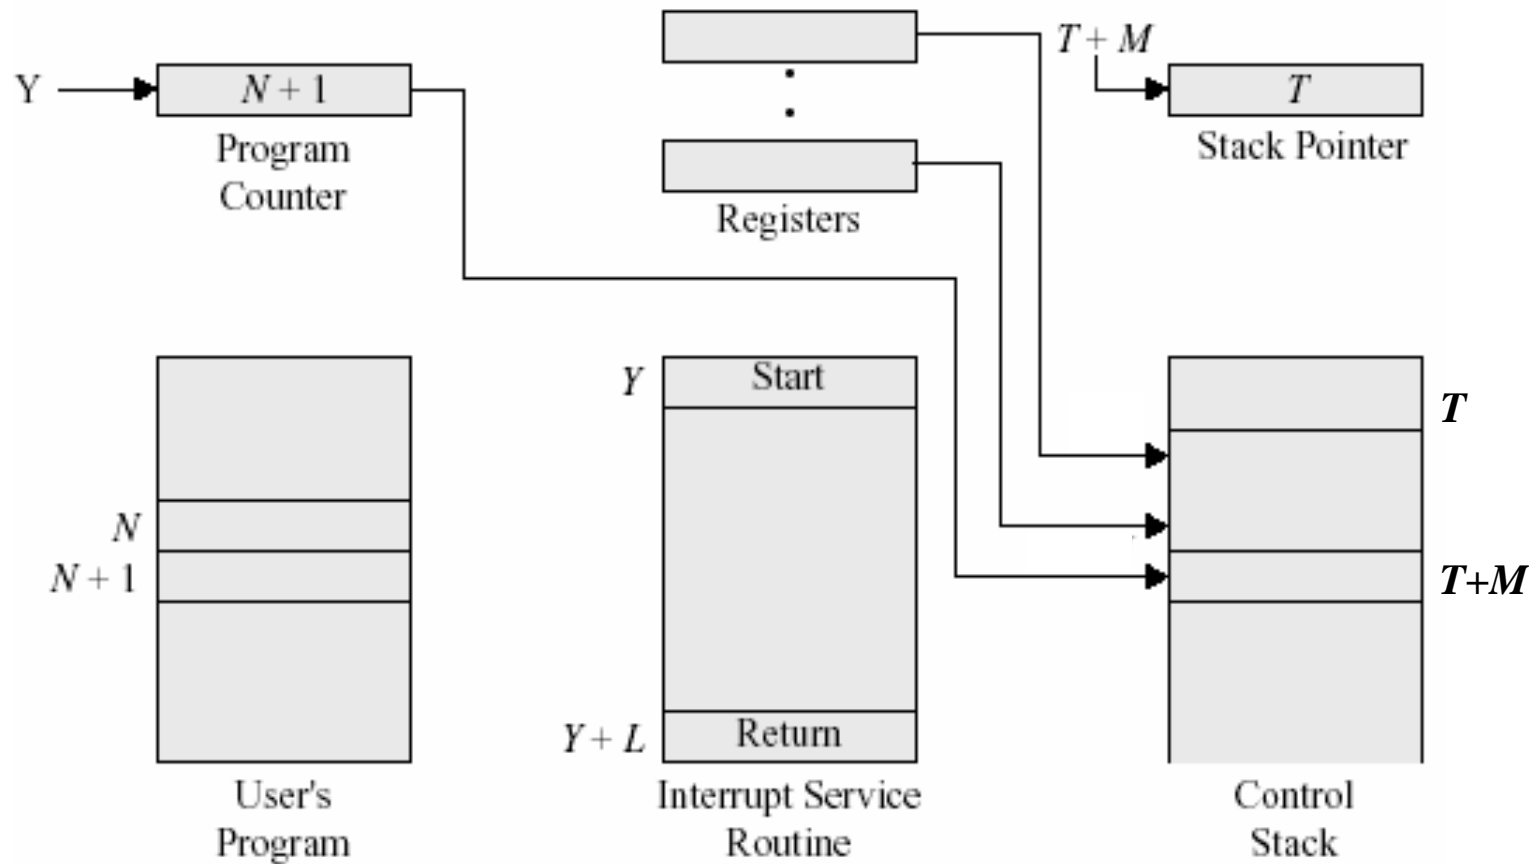 T + M
Y
N + 1
T
Program
Counter
Stack Pointer
Registers
Y
Start
T
N
N + 1
T+M
Y + L
Return
User's
Program
Interrupt Service
Routine
Control
Stack